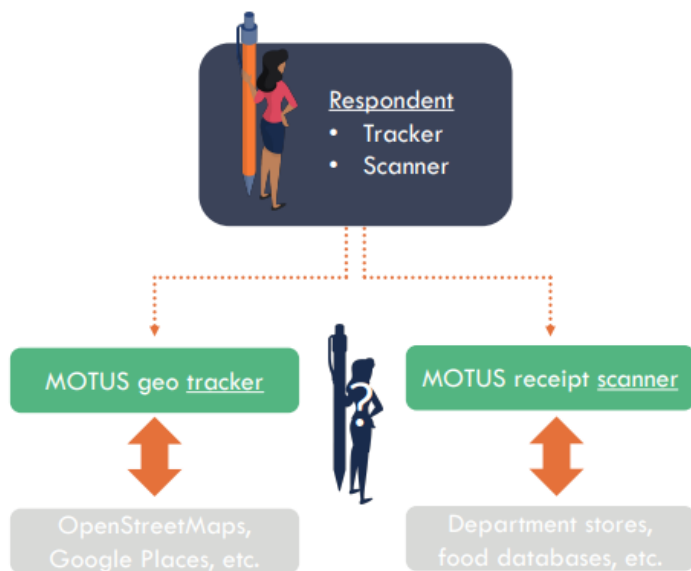 Respondent
• Tracker
• Scanner
MOTUS geo tracker
MOTUS receipt scanner
?
OpenStreetMaps,
Google Places, etc.
Department stores,
food databases, etc.